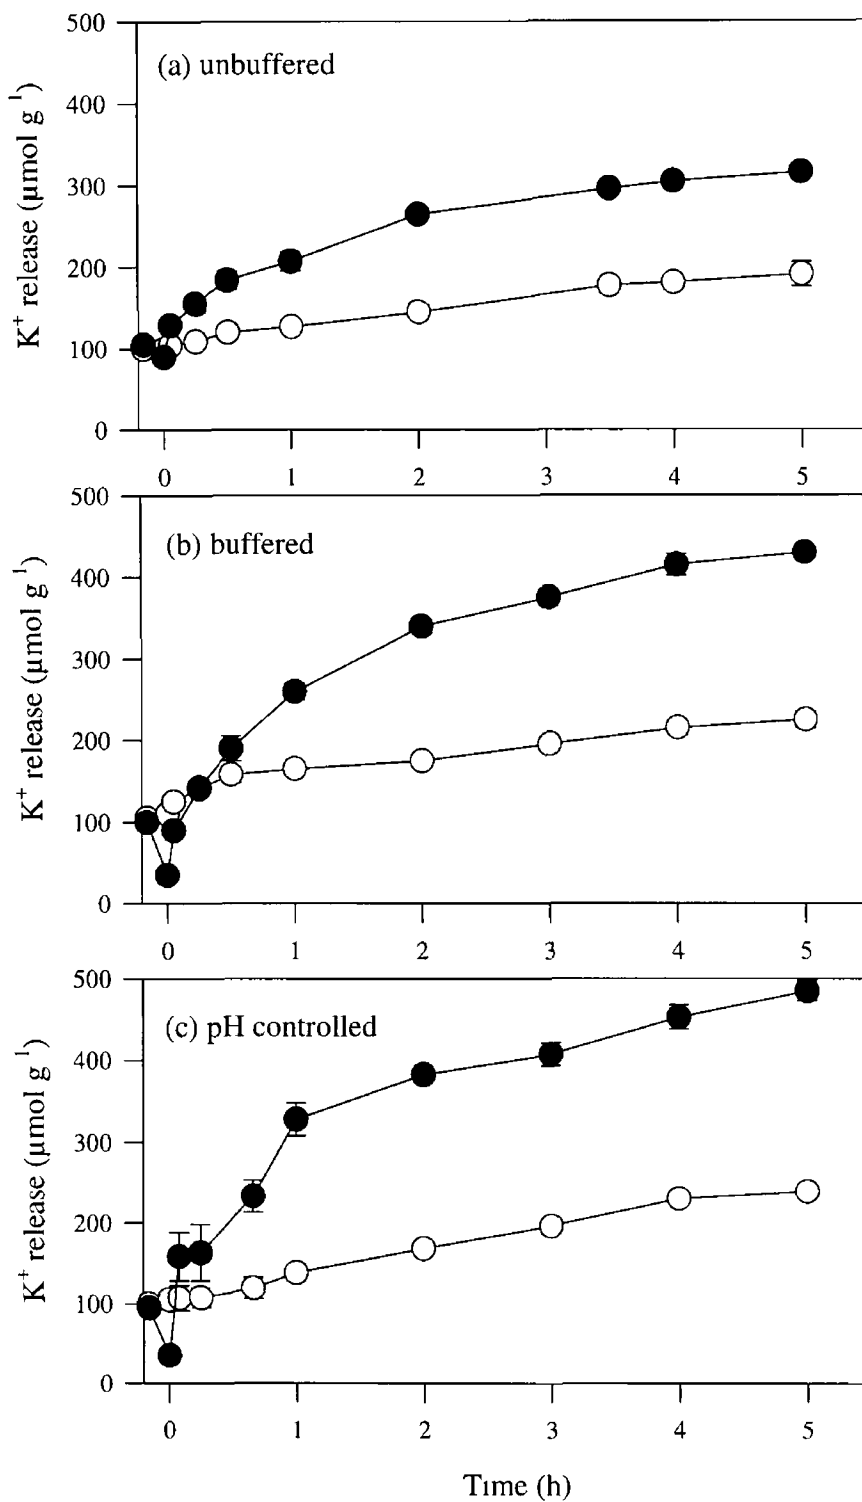 500
(a) unbuffered
400
300
200
100
0
K⁺ release (µmol g⁻¹)
0 1 2 3 4 5
500
(b) buffered
400
300
200
100
0
K⁺ release (µmol g⁻¹)
0 1 2 3 4 5
500
(c) pH controlled
400
300
200
100
0
K⁺ release (µmol g⁻¹)
0 1 2 3 4 5
Time (h)